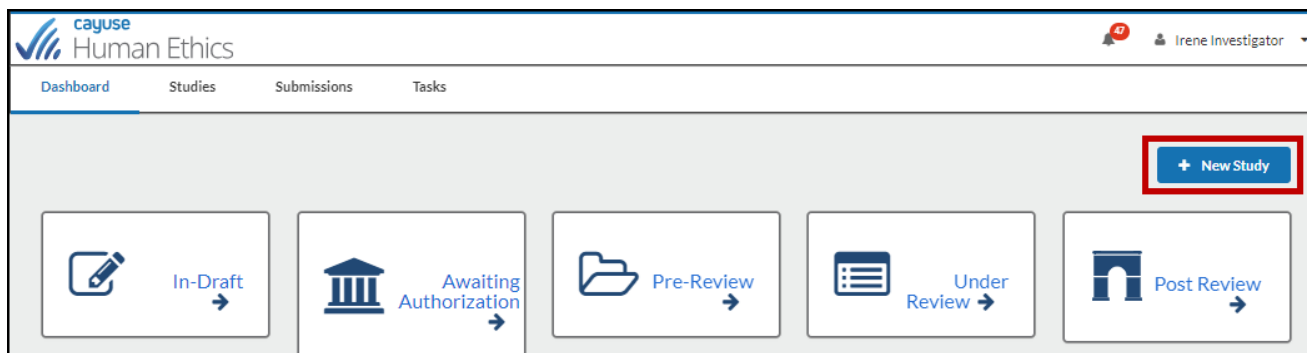 cayuse
Human Ethics
47
Irene Investigator
Dashboard Studies Submissions Tasks
+ New Study
In-Draft
Awaiting
Authorization
Pre-Review
Under
Review
Post Review